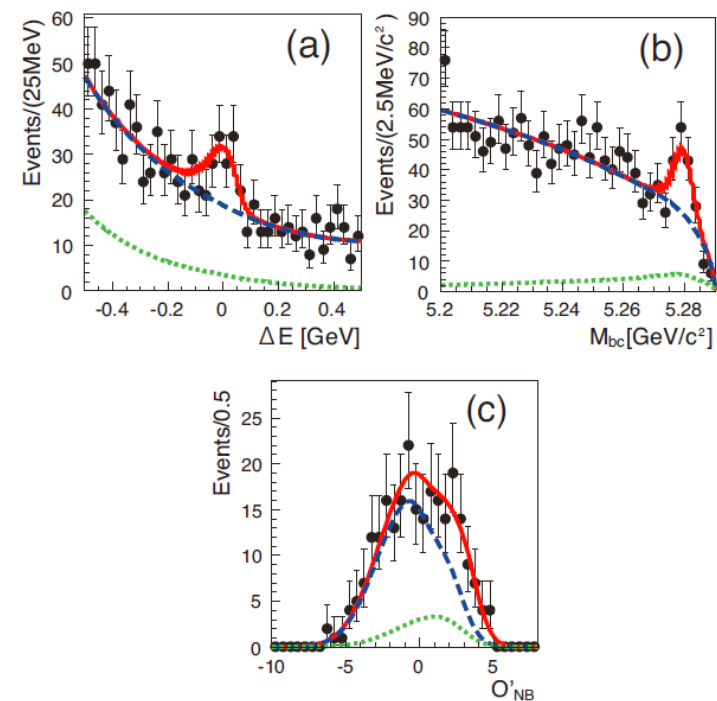 (a)
Events/(25MeV)
60
50
40
30
20
10
0
-0.4 -0.2 0 0.2 0.4
ΔE [GeV]
(b)
Events/(2.5MeV/c²)
90
80
70
60
50
40
30
20
10
0
5.2 5.22 5.24 5.26 5.28
M_bc[GeV/c²]
(c)
Events/0.5
25
20
15
10
5
0
-10 -5 0 5
O'_NB